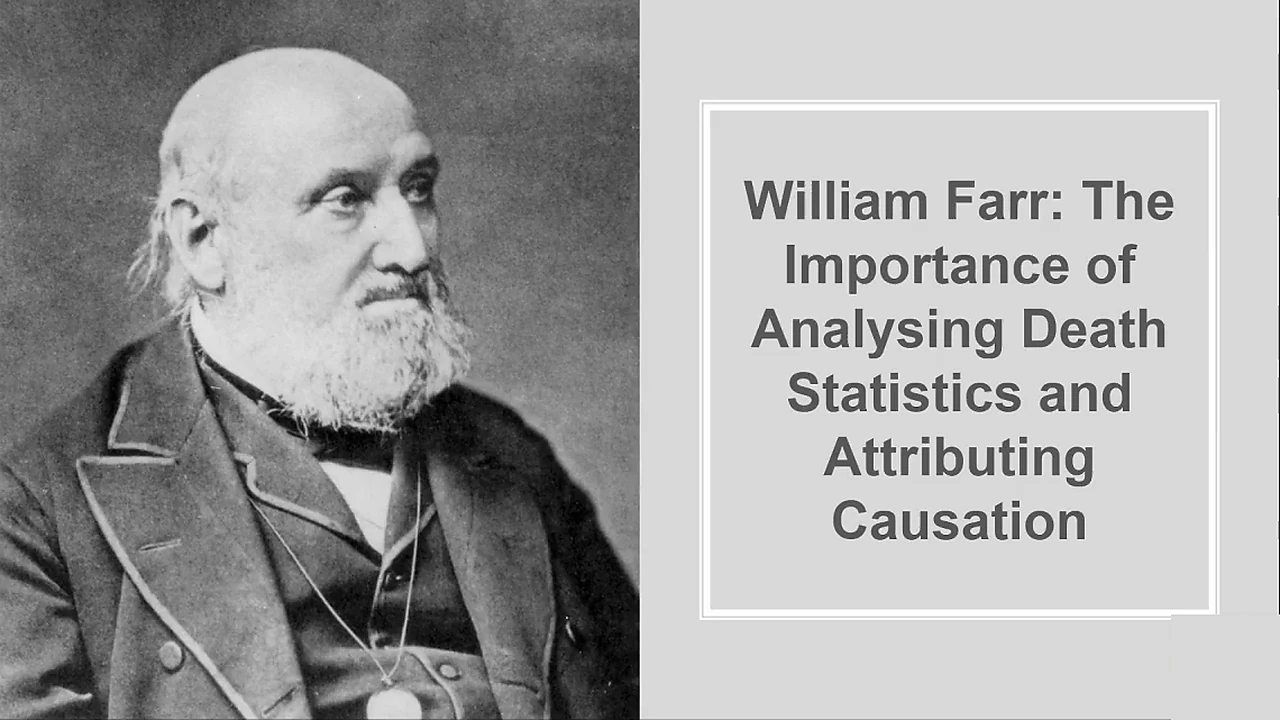 William Farr: The
Importance of
Analysing Death
Statistics and
Attributing
Causation